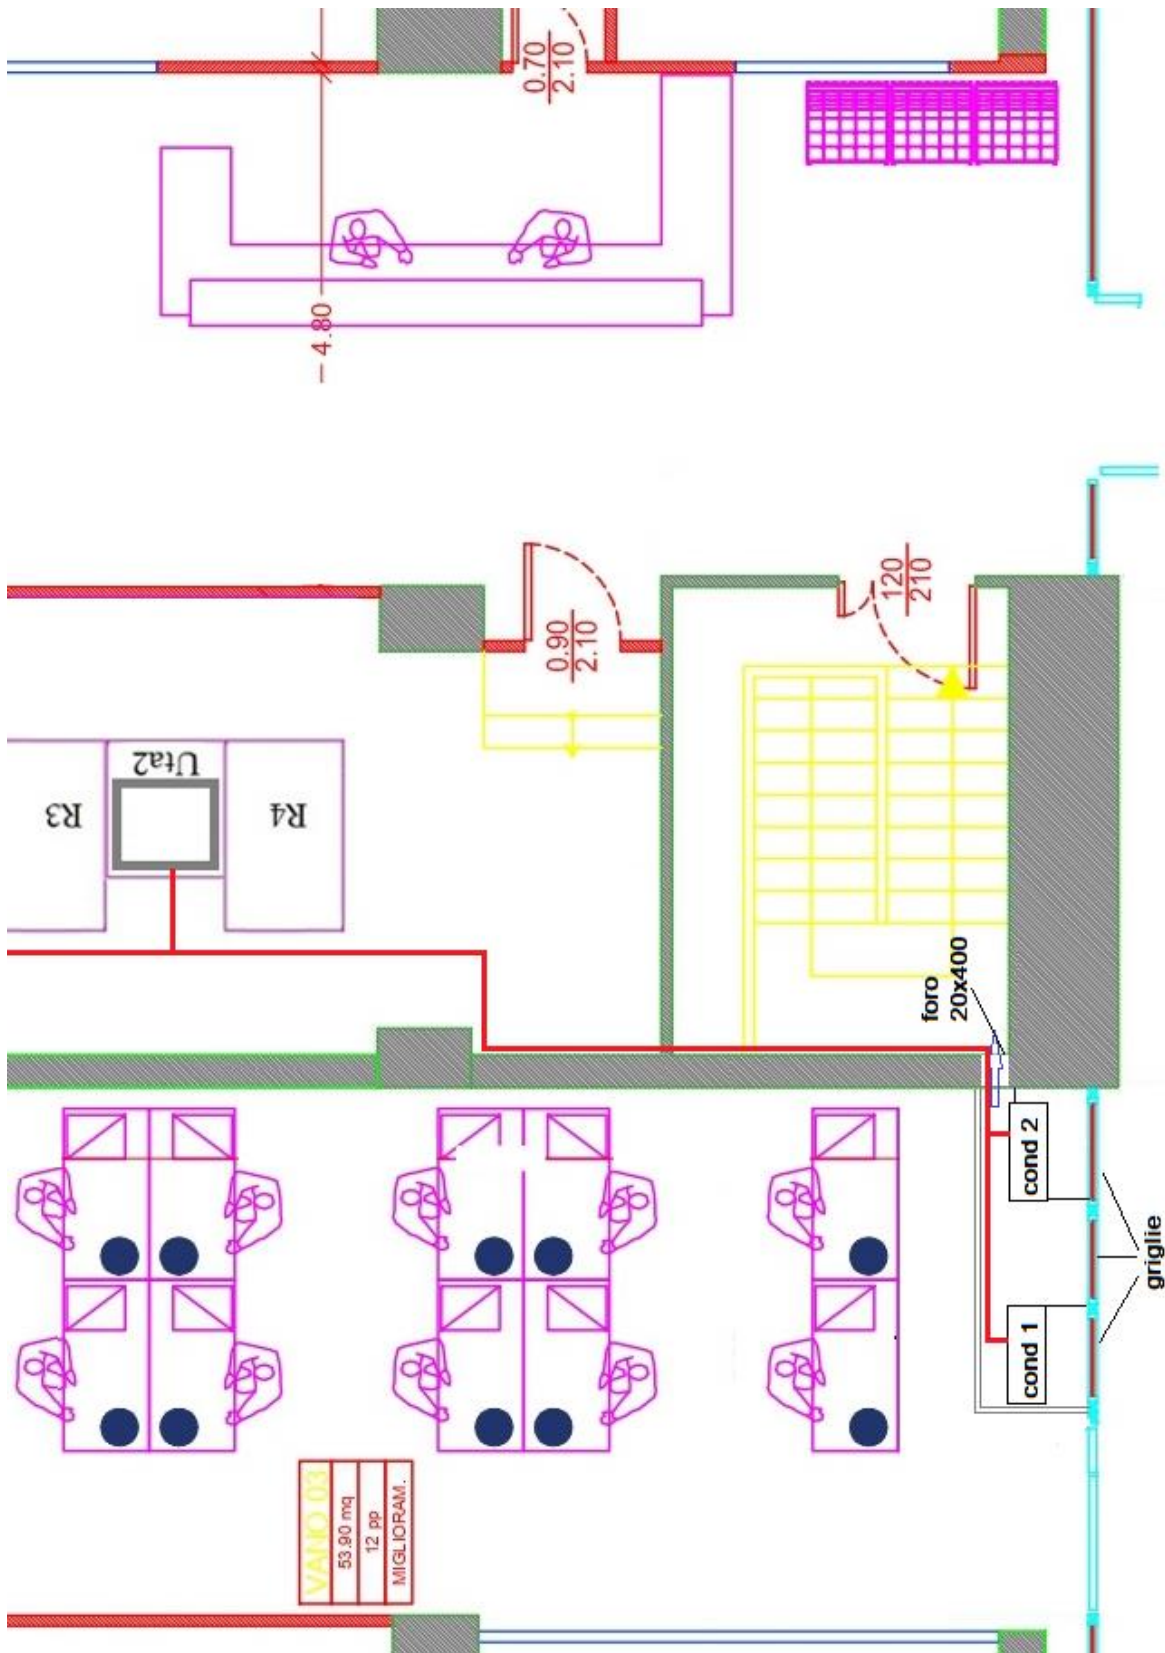 0.70
2.10
4.80
120
210
0.90
2.10
Uta2
R3
R4
foro
20x400
cond 2
griglie
cond 1
VANO 03
53.90 mq
12 pp
MIGLIORAM.